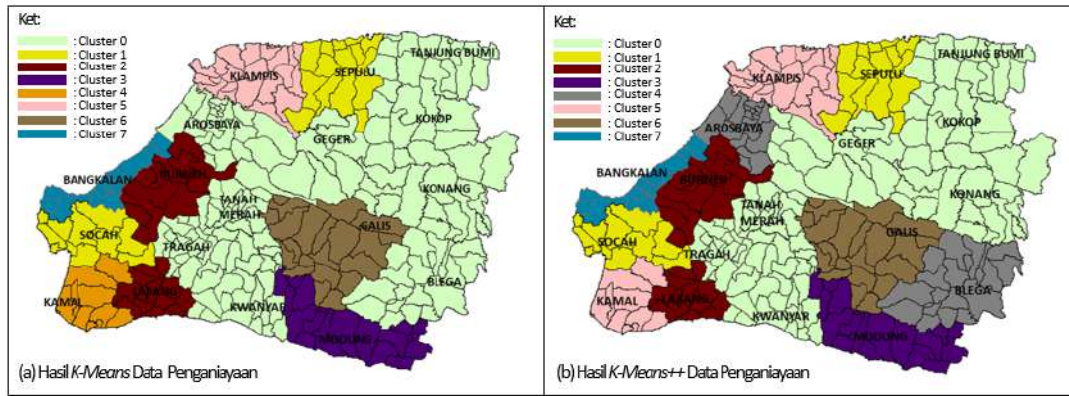 Ket:
: Cluster 0
: Cluster 1
: Cluster 2
: Cluster 3
: Cluster 4
: Cluster 5
: Cluster 6
: Cluster 7
TANJUNG BUMI
KLAMPIS
SEPULU
KOKOP
AROSBAYA
GEGER
BANGKALAN
BURNEH
KONANG
TANAH
MERAH
GALIS
SOCAH
TRAGAH
BLEGA
KAMAL
LABANG
KWANYAR
MODUNG
(a) Hasil K-Means Data Penganiayaan
Ket:
: Cluster 0
: Cluster 1
: Cluster 2
: Cluster 3
: Cluster 4
: Cluster 5
: Cluster 6
: Cluster 7
TANJUNG BUMI
KLAMPIS
SEPULU
KOKOP
AROSBAYA
GEGER
BANGKALAN
BURNEH
KONANG
TANAH
MERAH
GALIS
SOCAH
TRAGAH
BLEGA
KAMAL
LABANG
KWANYAR
MODUNG
(b) Hasil K-Means++ Data Penganiayaan